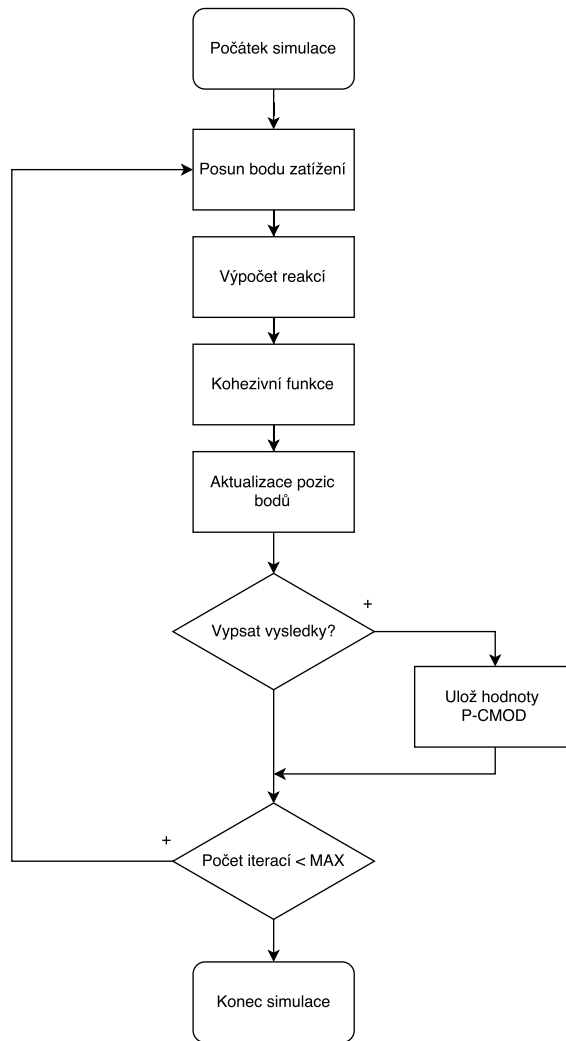 Počátek simulace
Posun bodu zatížení
Výpočet reakcí
Kohezivní funkce
Aktualizace pozic
bodů
+
Vypsat vysledky?
Ulož hodnoty
P-CMOD
+
Počet iterací < MAX
Konec simulace